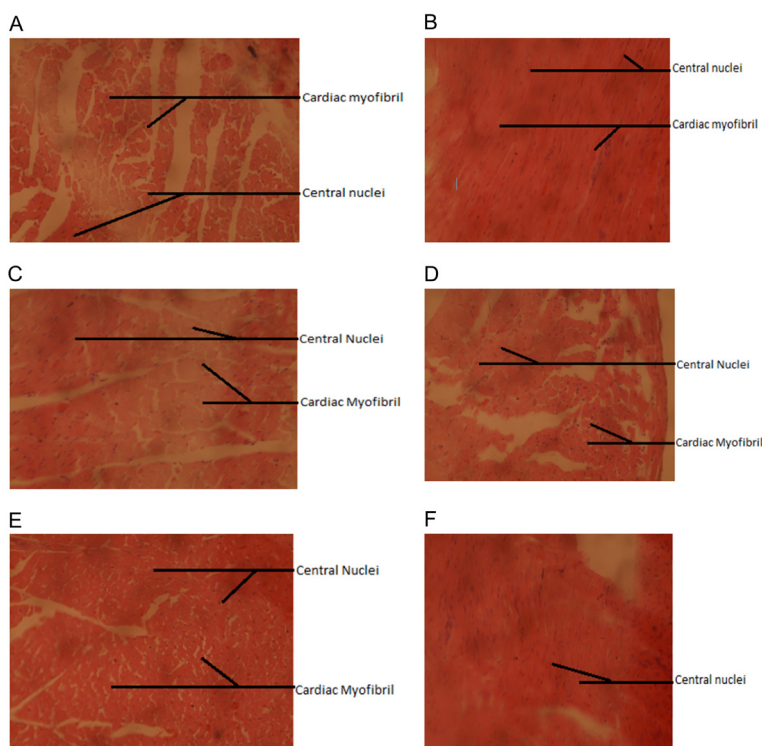 A
Cardiac myofibril
Central nuclei
B
Central nuclei
Cardiac myofibril
C
Central Nuclei
Cardiac Myofibril
D
Central Nuclei
Cardiac Myofibril
E
Central Nuclei
Cardiac Myofibril
F
Central nuclei